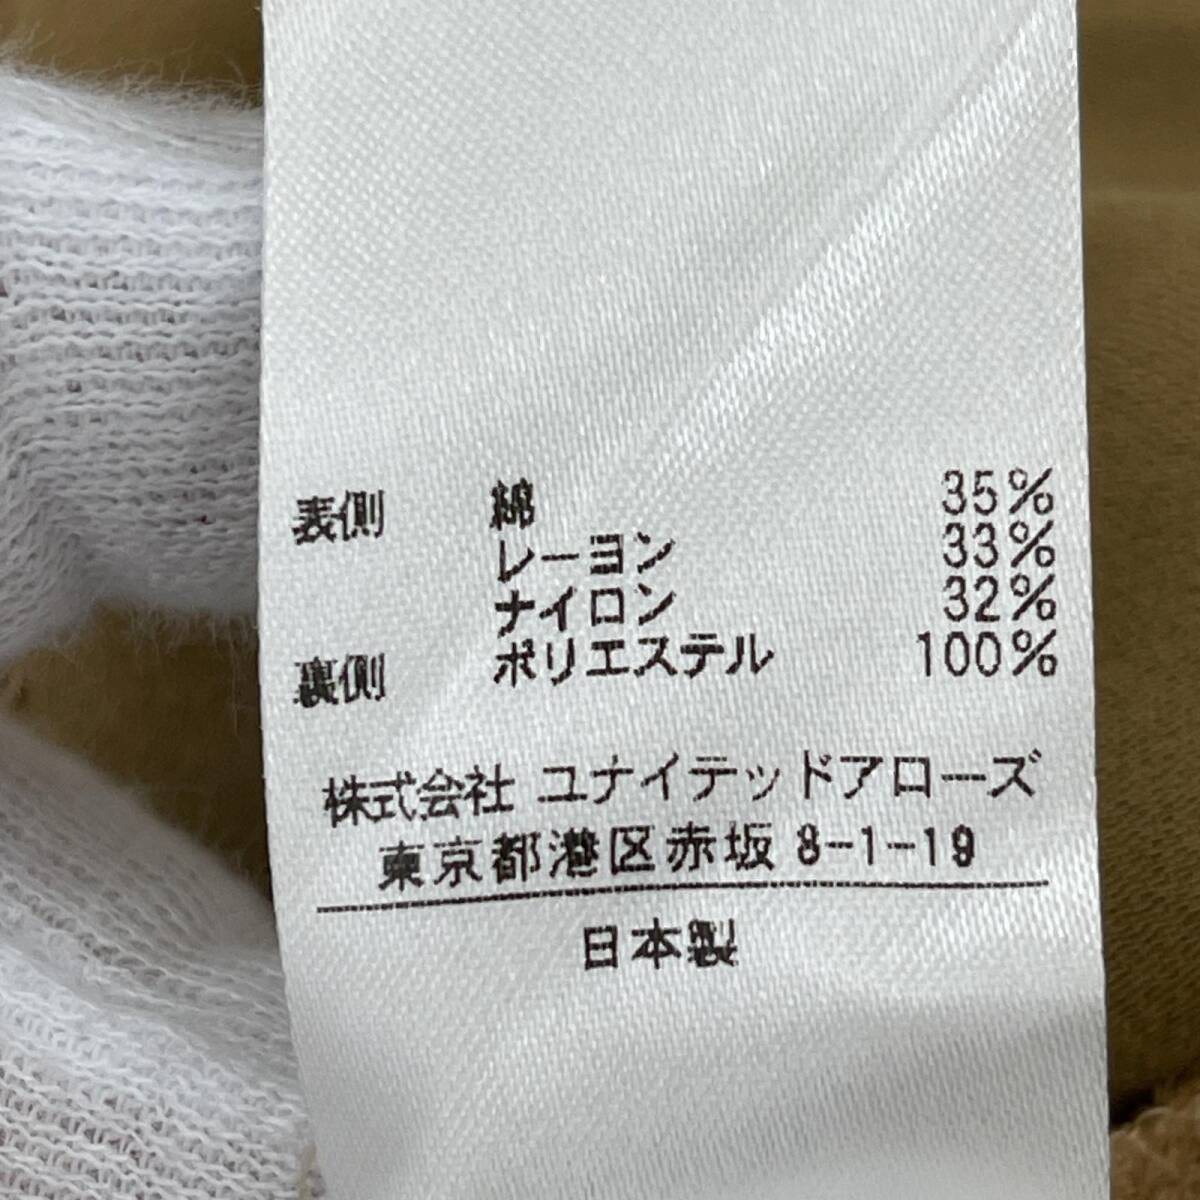 表側 綿 35%
レーヨン 33%
ナイロン 32%
裏側 ポリエステル 100%
株式会社 ユナイテッドアローズ
東京都港区赤坂 8-1-19
日本製